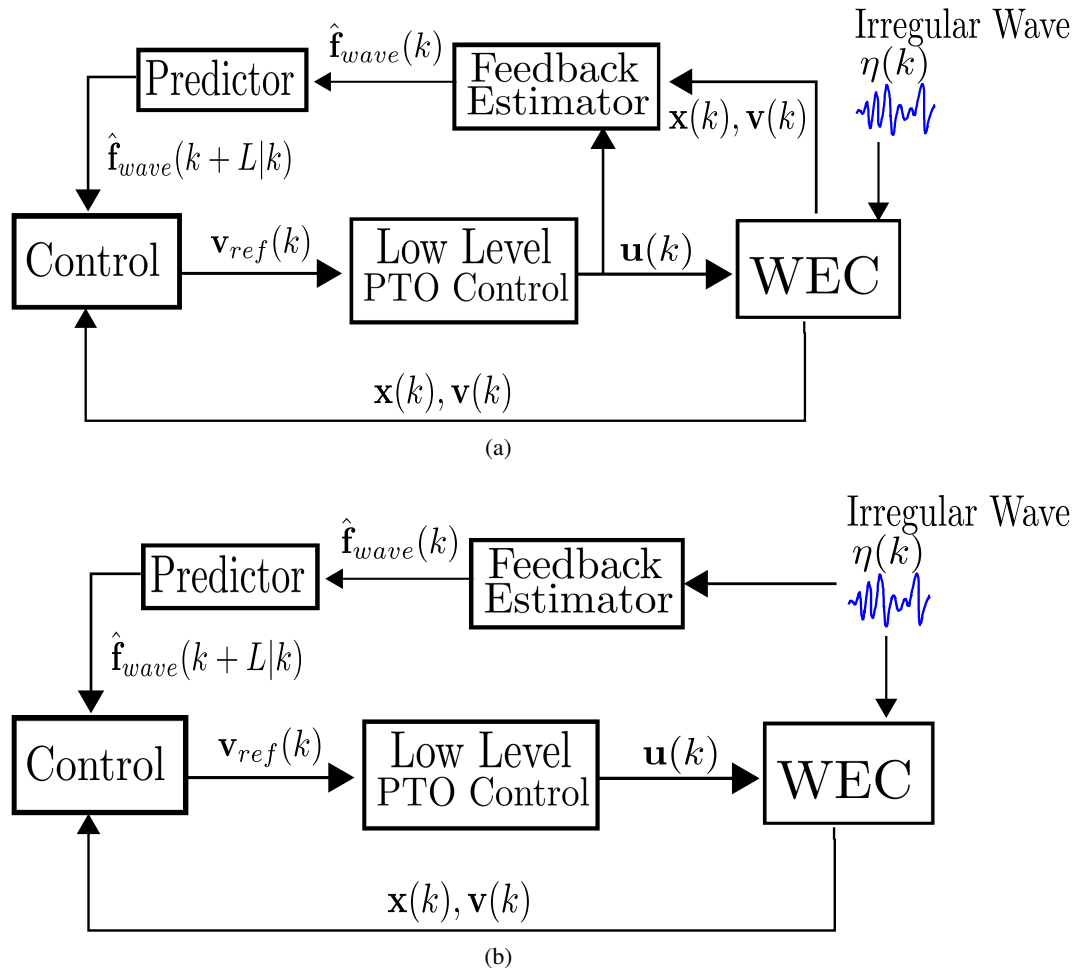 Irregular Wave
η(k)
f̂_wave(k)
Predictor
Feedback
Estimator
x(k), v(k)
f̂_wave(k + L|k)
Control
v_ref(k)
Low Level
PTO Control
u(k)
WEC
x(k), v(k)
(a)
Irregular Wave
η(k)
f̂_wave(k)
Predictor
Feedback
Estimator
f̂_wave(k + L|k)
Control
v_ref(k)
Low Level
PTO Control
u(k)
WEC
x(k), v(k)
(b)